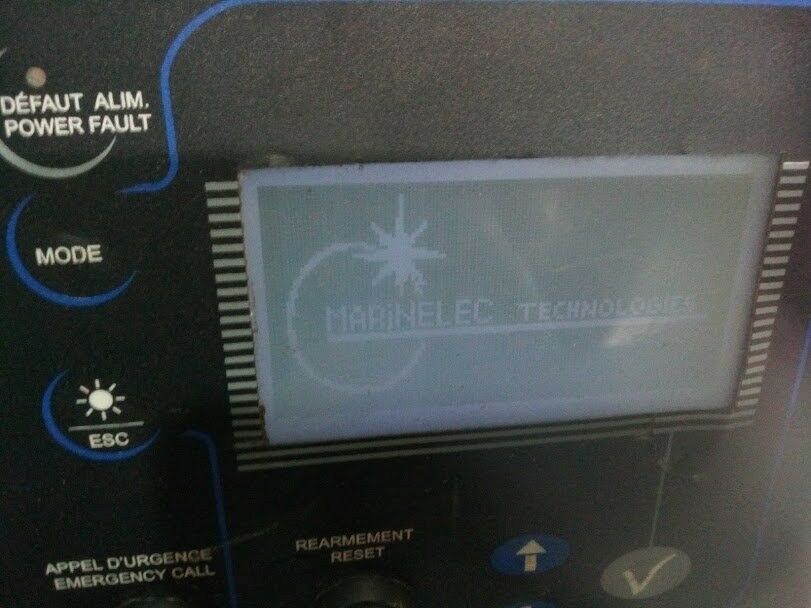 DÉFAUT ALIM.
POWER FAULT
MODE
MARINELEC TECHNOLOGIES
ESC
REARMEMENT
RESET
APPEL D'URGENCE
EMERGENCY CALL